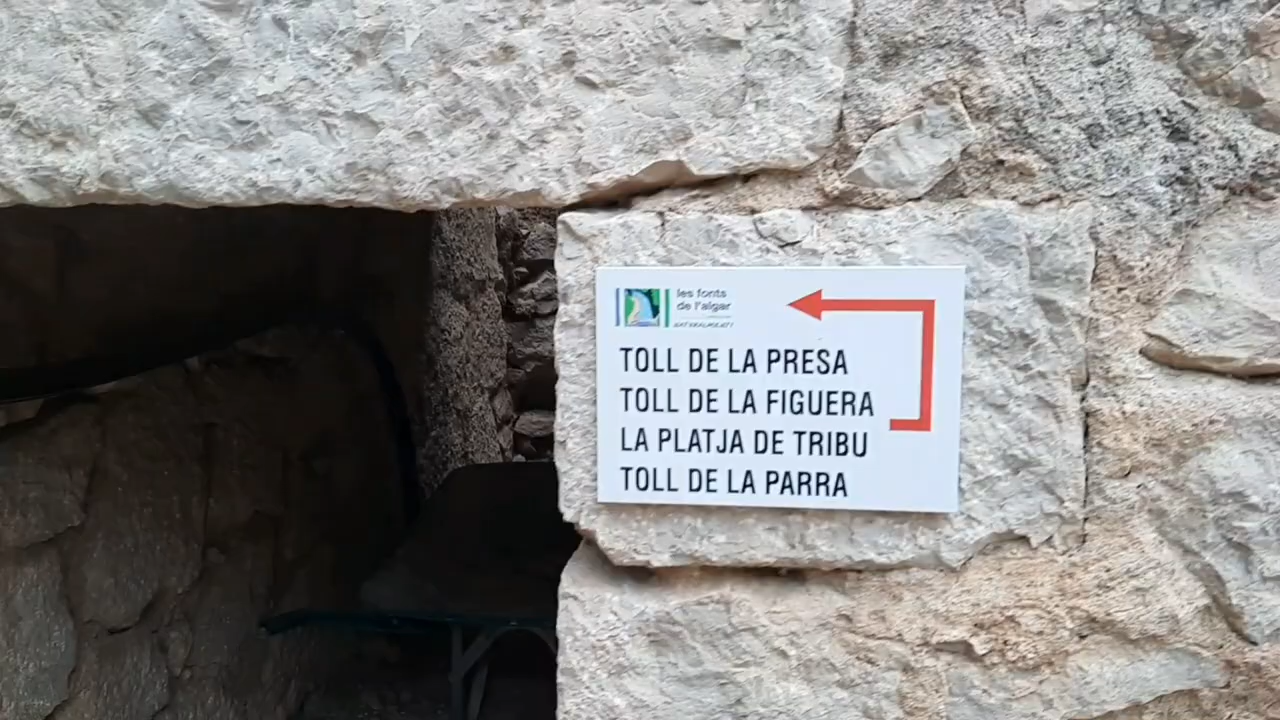 les fonts
de l'algar
TOLL DE LA PRESA
TOLL DE LA FIGUERA
LA PLATJA DE TRIBU
TOLL DE LA PARRA